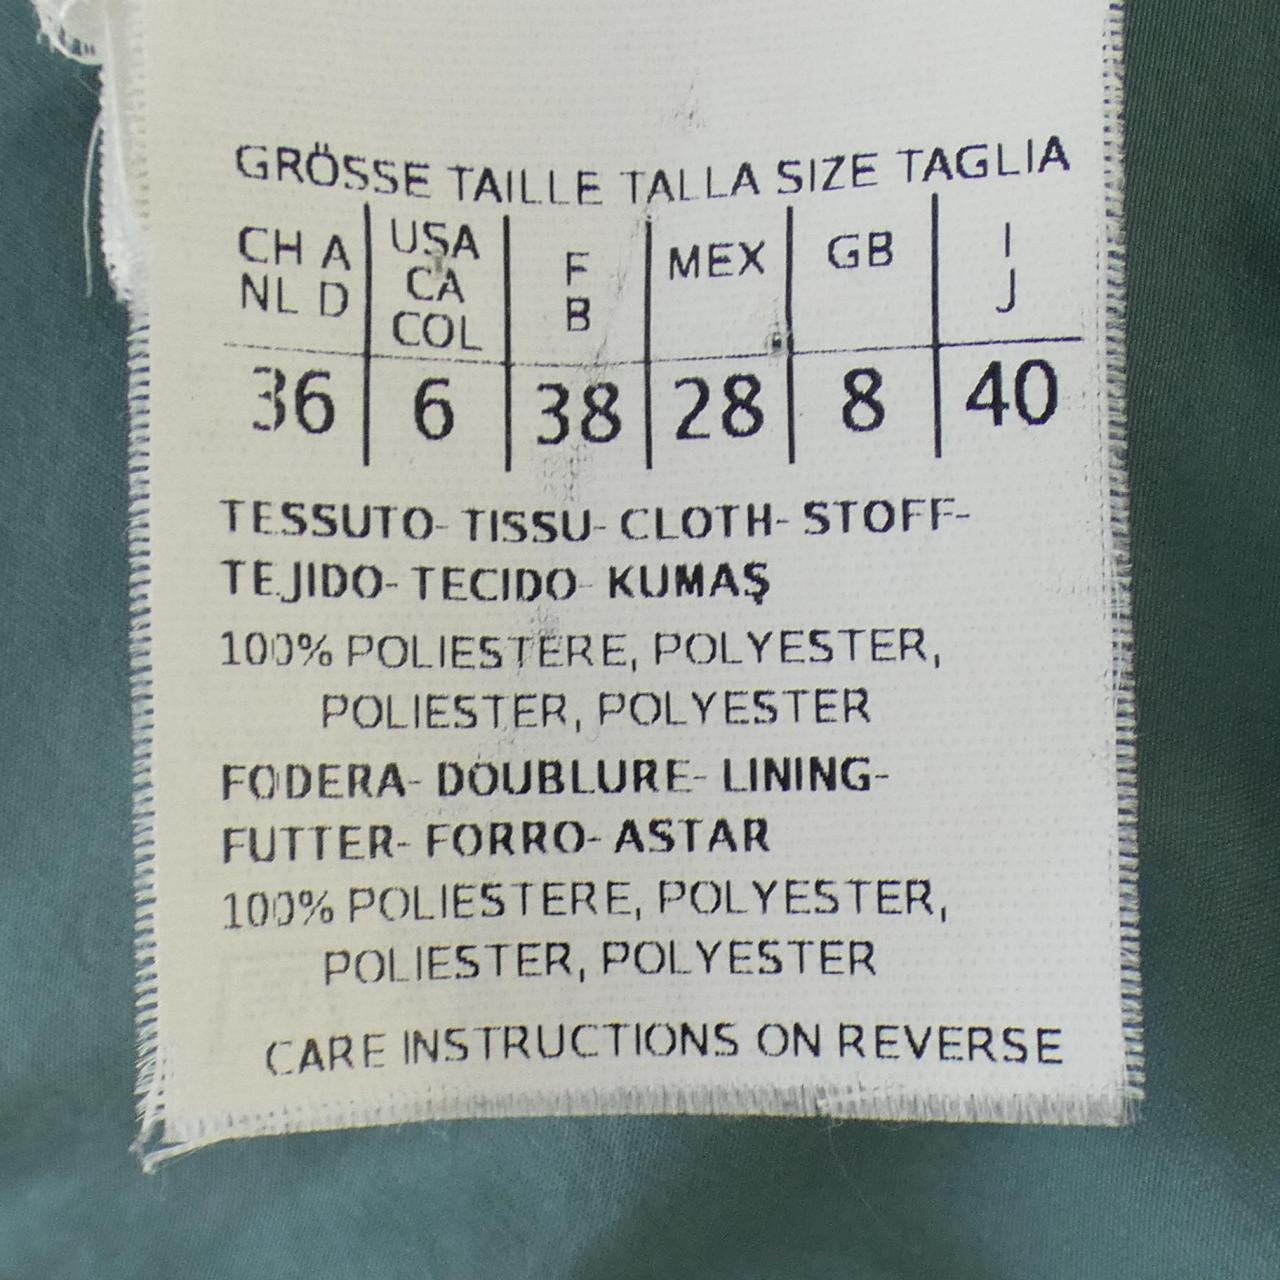 GRÖSSE TAILLE TALLA SIZE TAGLIA
CH A
NL D
USA
CA
COL
F
B
MEX
GB
I
J
36 6 38 28 8 40
TESSUTO- TISSU- CLOTH- STOFF-
TEJIDO- TECIDO- KUMAŞ
100% POLIESTERE, POLYESTER,
POLIESTER, POLYESTER
FODERA- DOUBLURE- LINING-
FUTTER- FORRO- ASTAR
100% POLIESTERE, POLYESTER,
POLIESTER, POLYESTER
CARE INSTRUCTIONS ON REVERSE